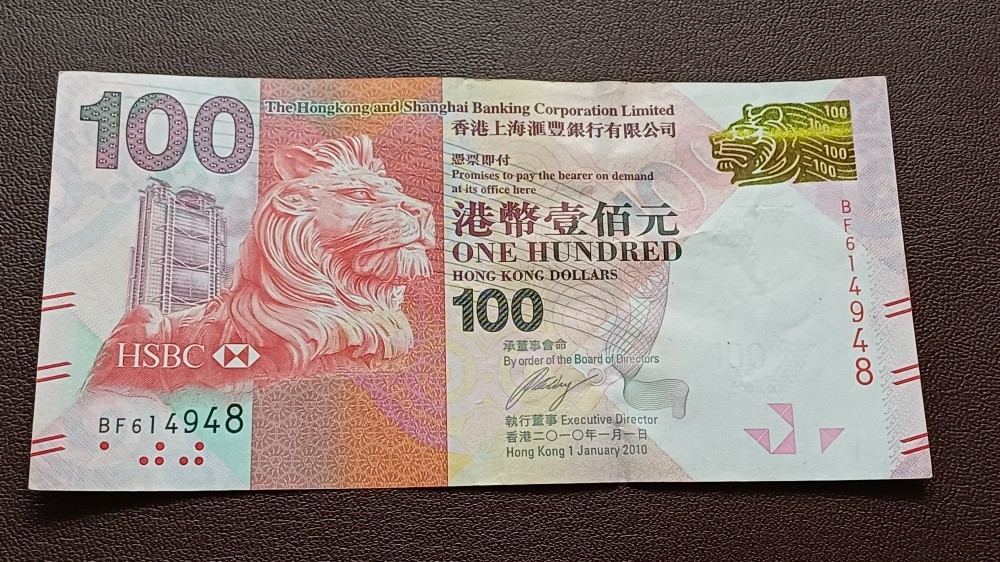 100
The Hongkong and Shanghai Banking Corporation Limited
香港上海滙豐銀行有限公司
憑票即付
Promises to pay the bearer on demand
at its office here
港幣壹佰元
ONE HUNDRED
HONG KONG DOLLARS
100
承董事會命
By order of the Board of Directors
執行董事 Executive Director
香港二〇一〇年一月一日
Hong Kong 1 January 2010
HSBC
BF614948
100
100
100
BF614948
100